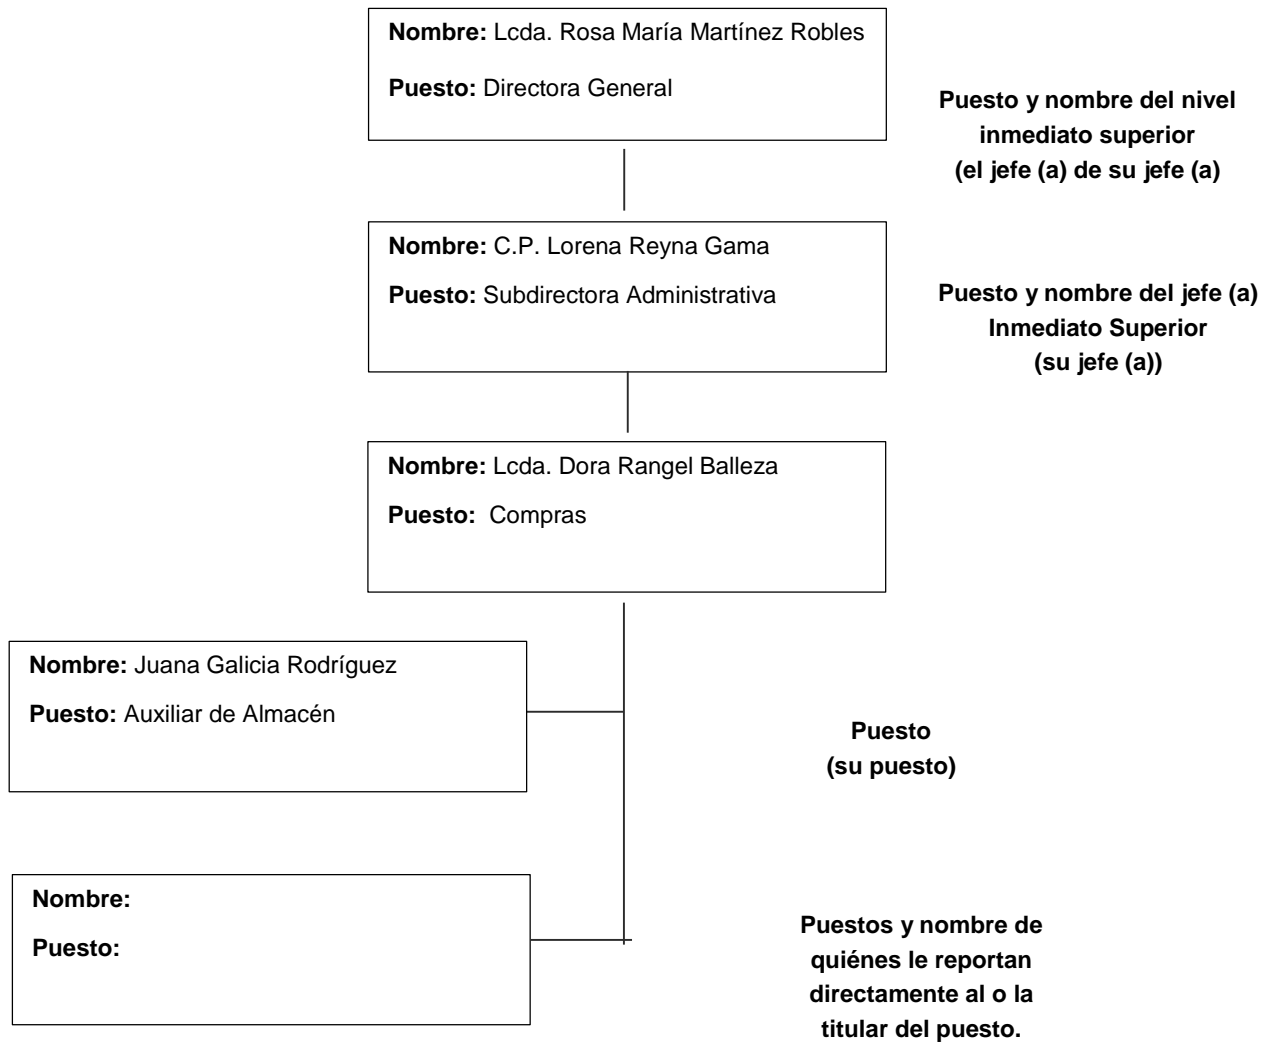 Nombre: Lcda. Rosa María Martínez Robles
Puesto: Directora General
Puesto y nombre del nivel
inmediato superior
(el jefe (a) de su jefe (a)
Nombre: C.P. Lorena Reyna Gama
Puesto: Subdirectora Administrativa
Puesto y nombre del jefe (a)
Inmediato Superior
(su jefe (a))
Nombre: Lcda. Dora Rangel Balleza
Puesto: Compras
Nombre: Juana Galicia Rodríguez
Puesto: Auxiliar de Almacén
Puesto
(su puesto)
Nombre:
Puesto:
Puestos y nombre de
quiénes le reportan
directamente al o la
titular del puesto.